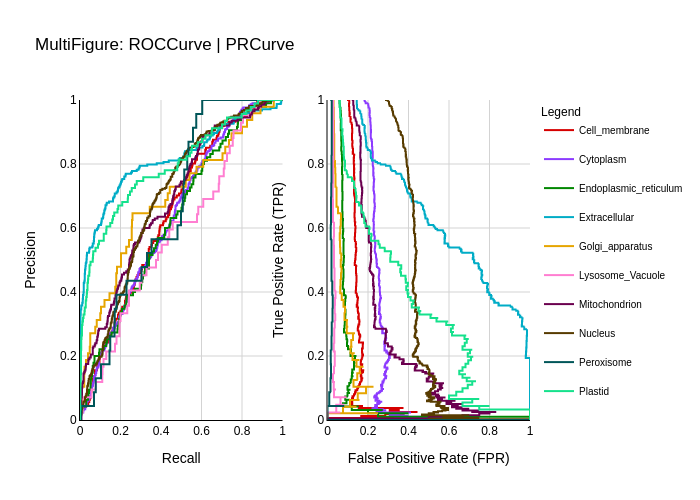 MultiFigure: ROCCurve | PRCurve
Precision
1
0.8
0.6
0.4
0.2
0
0
0.2
0.4
0.6
0.8
1
Recall
True Positive Rate (TPR)
1
0.8
0.6
0.4
0.2
0
0
0.2
0.4
0.6
0.8
1
False Positive Rate (FPR)
Legend
Cell_membrane
Cytoplasm
Endoplasmic_reticulum
Extracellular
Golgi_apparatus
Lysosome_Vacuole
Mitochondrion
Nucleus
Peroxisome
Plastid